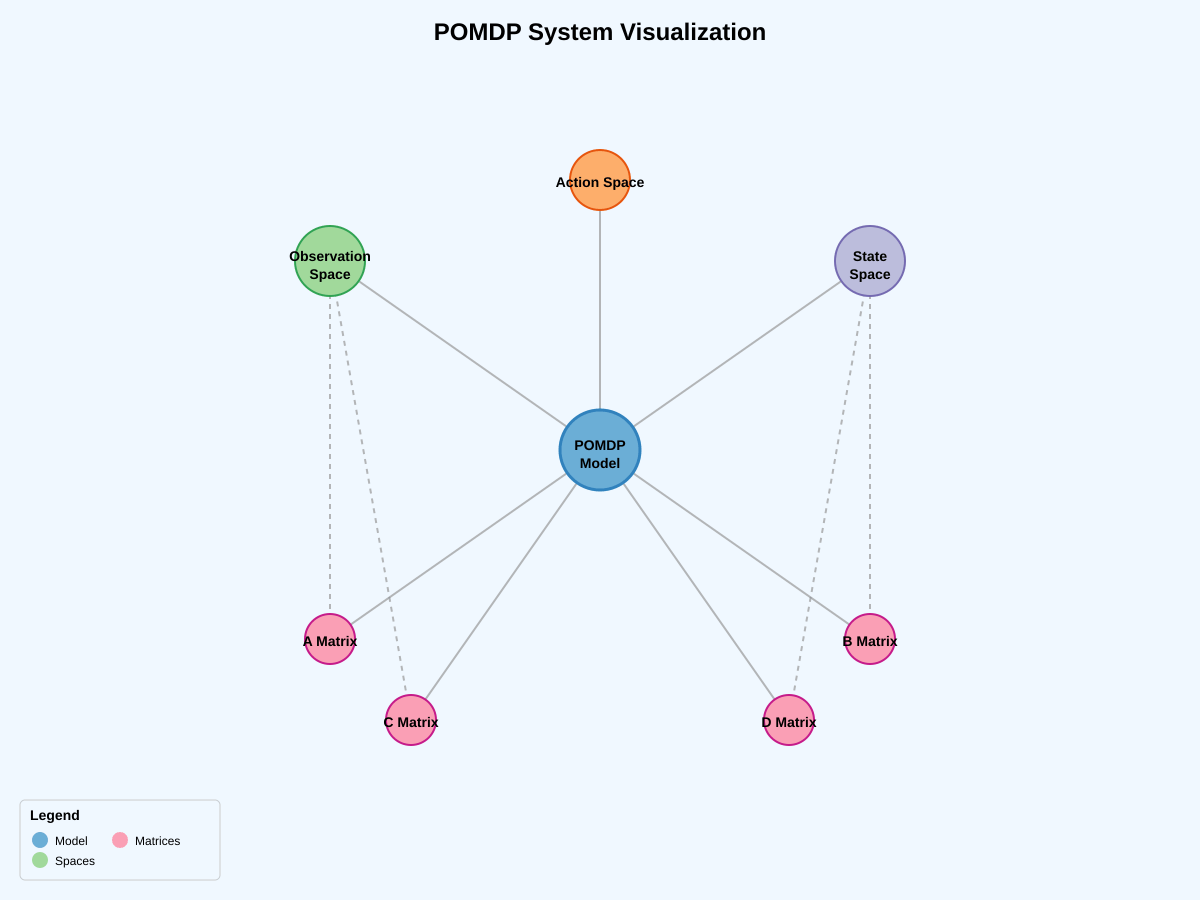 POMDP System Visualization
Action Space
Observation
Space
State
Space
POMDP
Model
A Matrix
B Matrix
C Matrix
D Matrix
Legend
Model
Matrices
Spaces